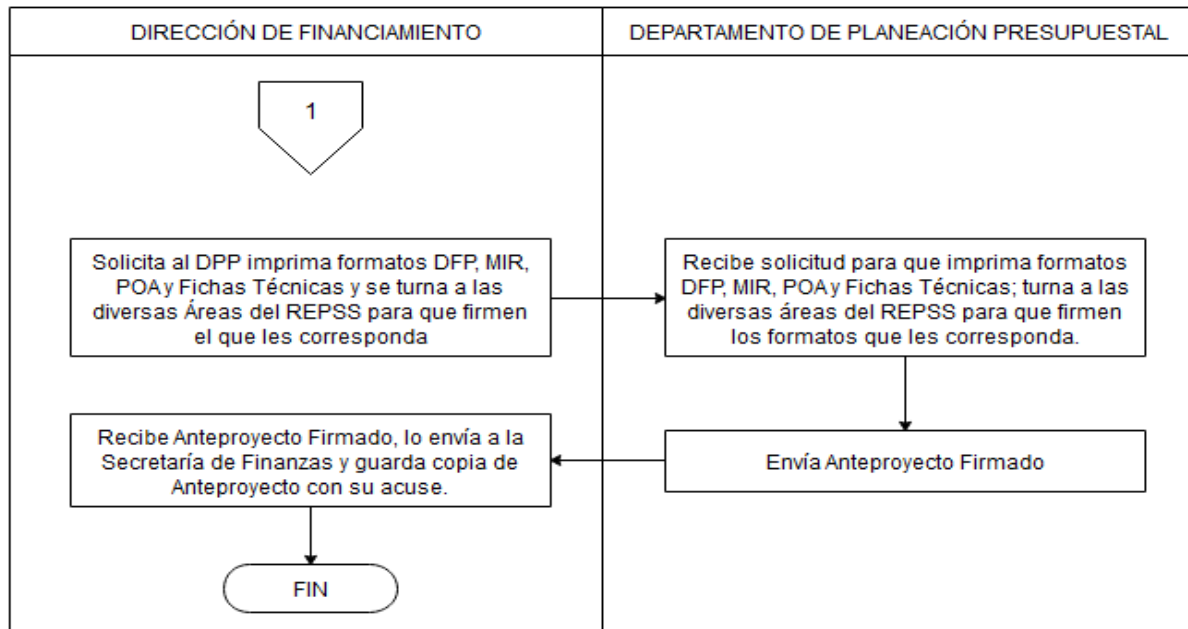 DIRECCIÓN DE FINANCIAMIENTO
DEPARTAMENTO DE PLANEACIÓN PRESUPUESTAL
1
Solicita al DPP imprima formatos DFP, MIR,
POA y Fichas Técnicas y se turna a las
diversas Áreas del REPSS para que firmen
el que les corresponda
Recibe solicitud para que imprima formatos
DFP, MIR, POA y Fichas Técnicas; turna a las
diversas áreas del REPSS para que firmen
los formatos que les corresponda.
Envía Anteproyecto Firmado
Recibe Anteproyecto Firmado, lo envía a la
Secretaría de Finanzas y guarda copia de
Anteproyecto con su acuse.
FIN